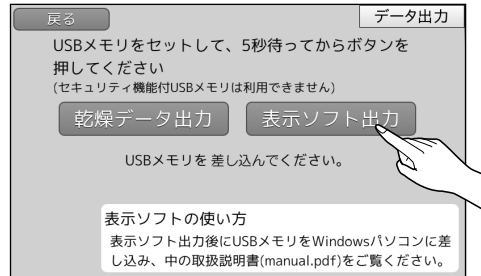 戻る
データ出力
USBメモリをセットして、5秒待ってからボタンを
押してください
(セキュリティ機能付USBメモリは利用できません)
乾燥データ出力
表示ソフト出力
USBメモリを 差し込んでください。
表示ソフトの使い方
表示ソフト出力後にUSBメモリをWindowsパソコンに差
し込み、中の取扱説明書(manual.pdf)をご覧ください。